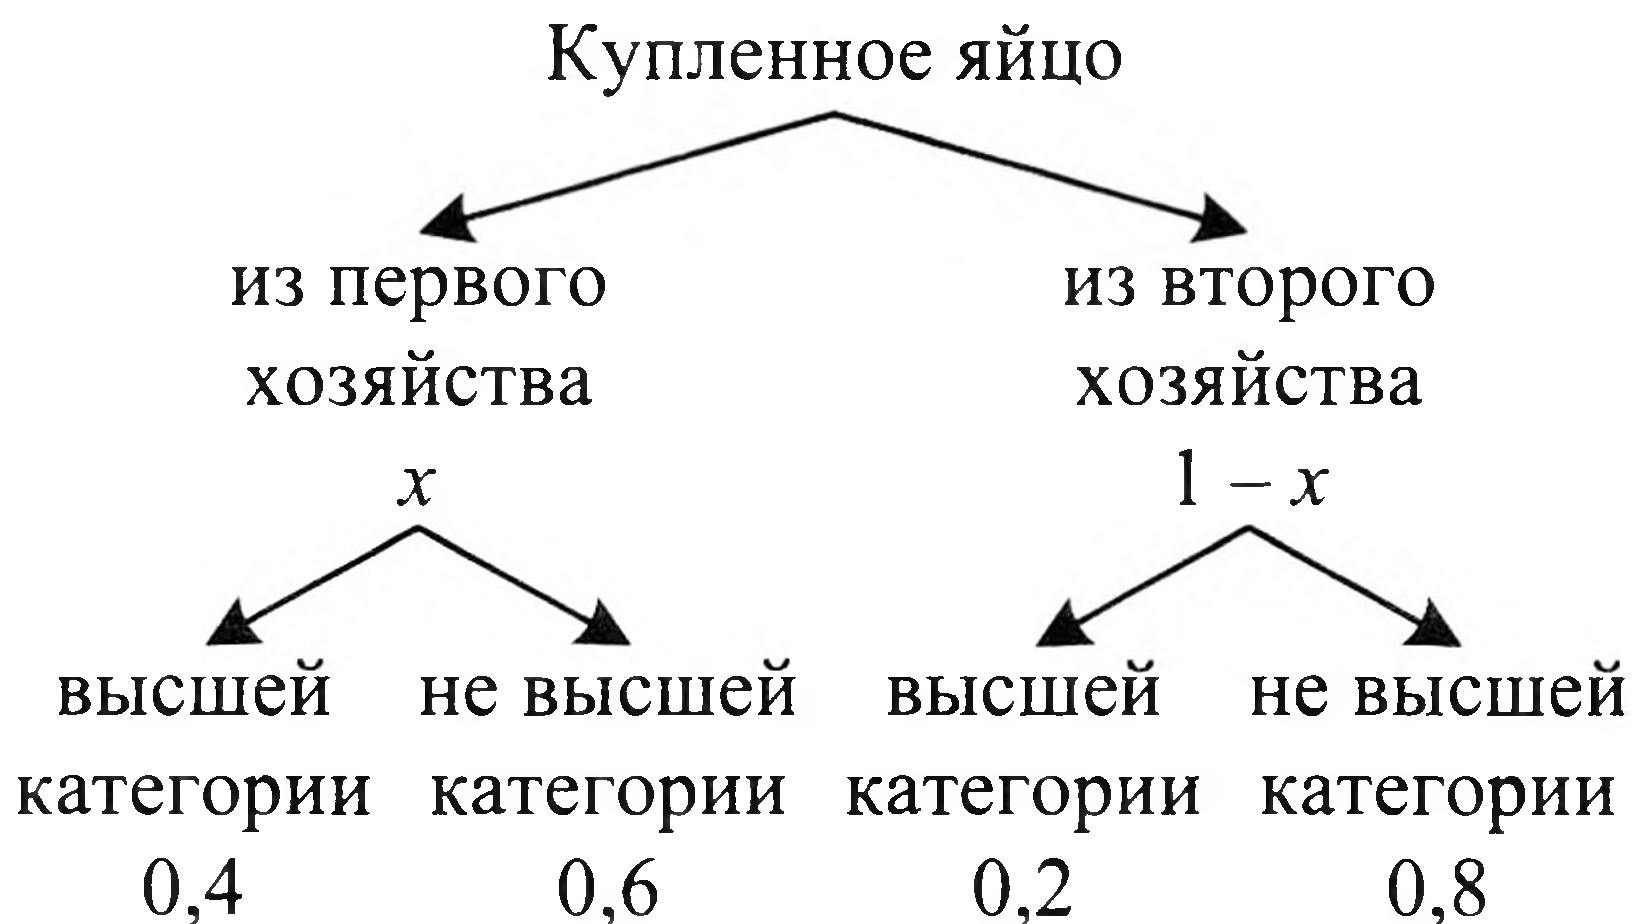 Купленное яйцо
из первого
хозяйства
x
из второго
хозяйства
1 – x
высшей
категории
0,4
не высшей
категории
0,6
высшей
категории
0,2
не высшей
категории
0,8